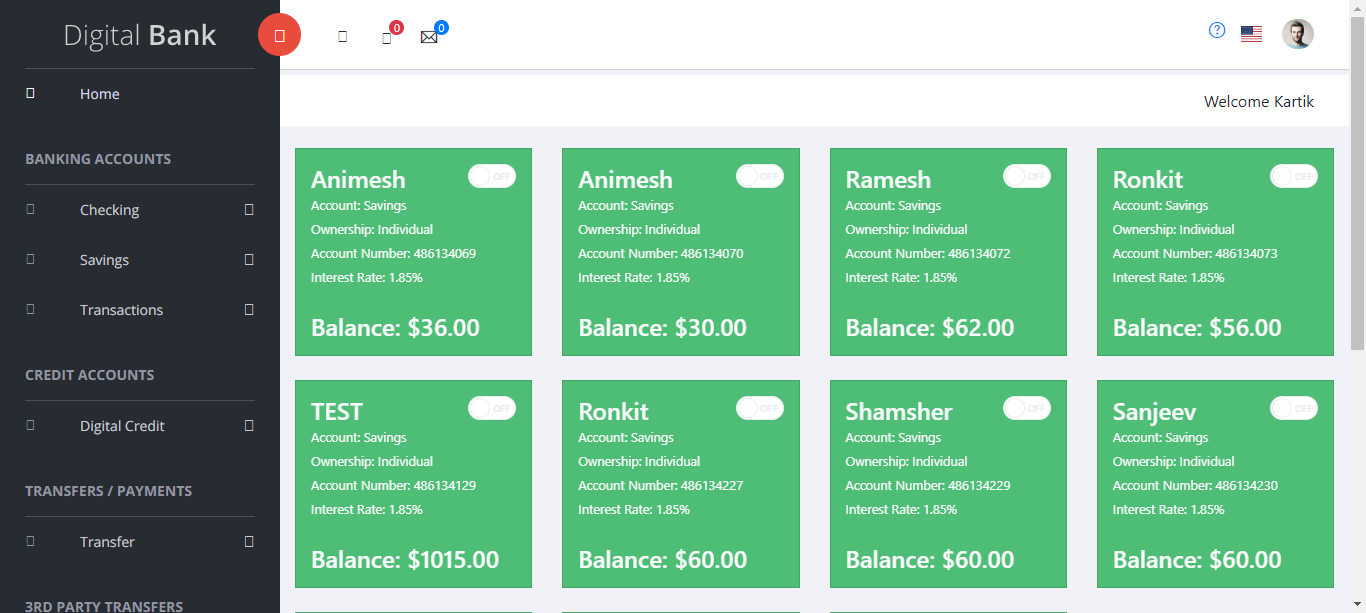 Digital Bank
0
0
Home
BANKING ACCOUNTS
Checking
Savings
Transactions
CREDIT ACCOUNTS
Digital Credit
TRANSFERS / PAYMENTS
Transfer
3RD PARTY TRANSFERS
Welcome Kartik
Animesh
OFF
Account: Savings
Ownership: Individual
Account Number: 486134069
Interest Rate: 1.85%
Balance: $36.00
Animesh
OFF
Account: Savings
Ownership: Individual
Account Number: 486134070
Interest Rate: 1.85%
Balance: $30.00
Ramesh
OFF
Account: Savings
Ownership: Individual
Account Number: 486134072
Interest Rate: 1.85%
Balance: $62.00
Ronkit
OFF
Account: Savings
Ownership: Individual
Account Number: 486134073
Interest Rate: 1.85%
Balance: $56.00
TEST
OFF
Account: Savings
Ownership: Individual
Account Number: 486134129
Interest Rate: 1.85%
Balance: $1015.00
Ronkit
OFF
Account: Savings
Ownership: Individual
Account Number: 486134227
Interest Rate: 1.85%
Balance: $60.00
Shamsher
OFF
Account: Savings
Ownership: Individual
Account Number: 486134229
Interest Rate: 1.85%
Balance: $60.00
Sanjeev
OFF
Account: Savings
Ownership: Individual
Account Number: 486134230
Interest Rate: 1.85%
Balance: $60.00